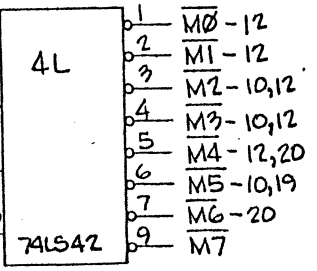 1 M0̸ - 12
4L
2 M1 - 12
3 M2 - 10,12
4 M3 - 10,12
5 M4 - 12,20
6 M5 - 10,19
7 M6 - 20
74LS42
9 M7